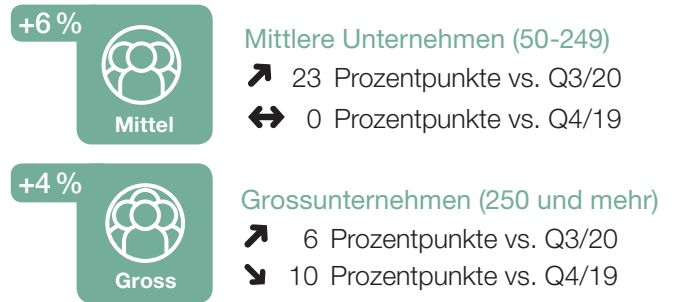 +6 %
Mittel
Mittlere Unternehmen (50-249)
23 Prozentpunkte vs. Q3/20
0 Prozentpunkte vs. Q4/19
+4 %
Gross
Grossunternehmen (250 und mehr)
6 Prozentpunkte vs. Q3/20
10 Prozentpunkte vs. Q4/19